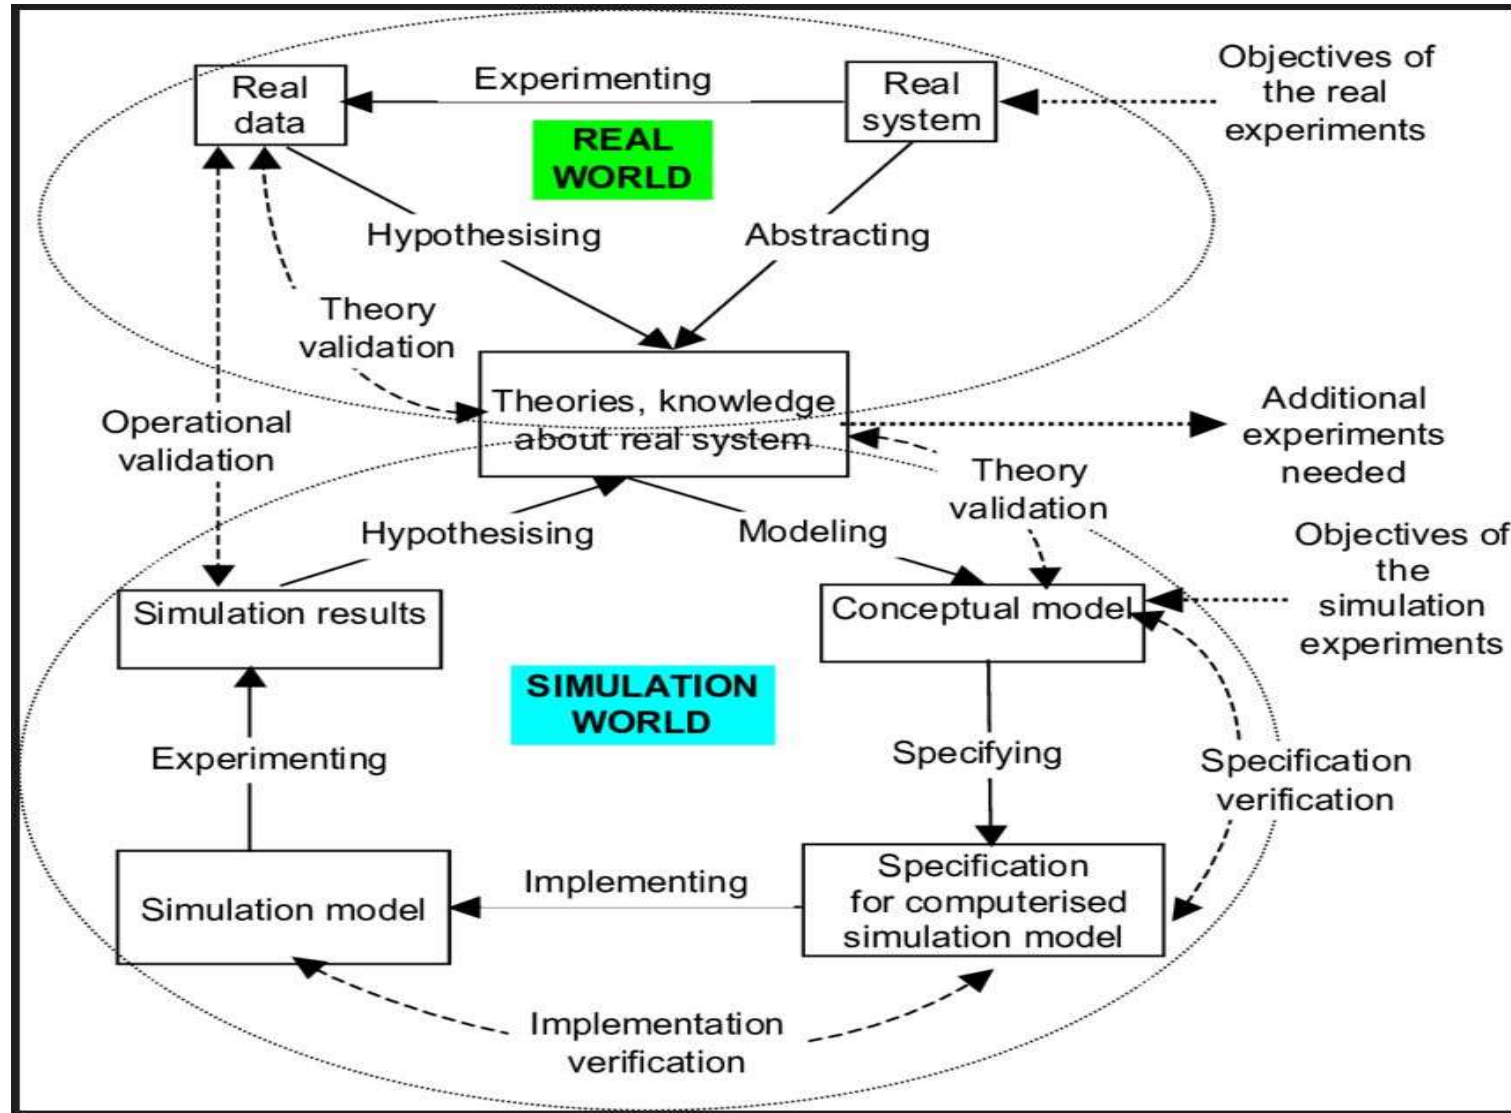 Real
data
Experimenting
Real
system
Objectives of
the real
experiments
REAL
WORLD
Hypothesising
Abstracting
Theory
validation
Operational
validation
Theories, knowledge
about real system
Additional
experiments
needed
Theory
validation
Hypothesising
Modeling
Objectives of
the
simulation
experiments
Simulation results
Conceptual model
SIMULATION
WORLD
Experimenting
Specifying
Specification
verification
Simulation model
Implementing
Specification
for computerised
simulation model
Implementation
verification